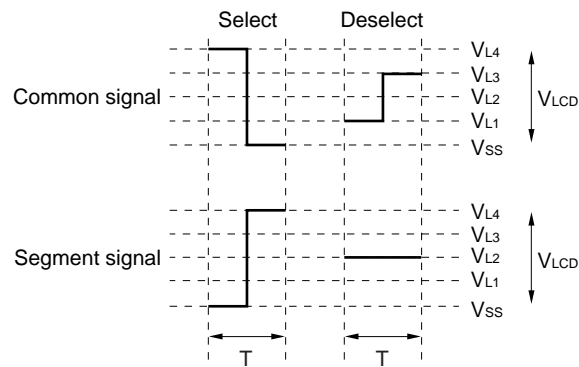 Select Deselect
VL4
VL3
Common signal VL2 VLCD
VL1
VSS
VL4
VL3
Segment signal VL2 VLCD
VL1
VSS
T T